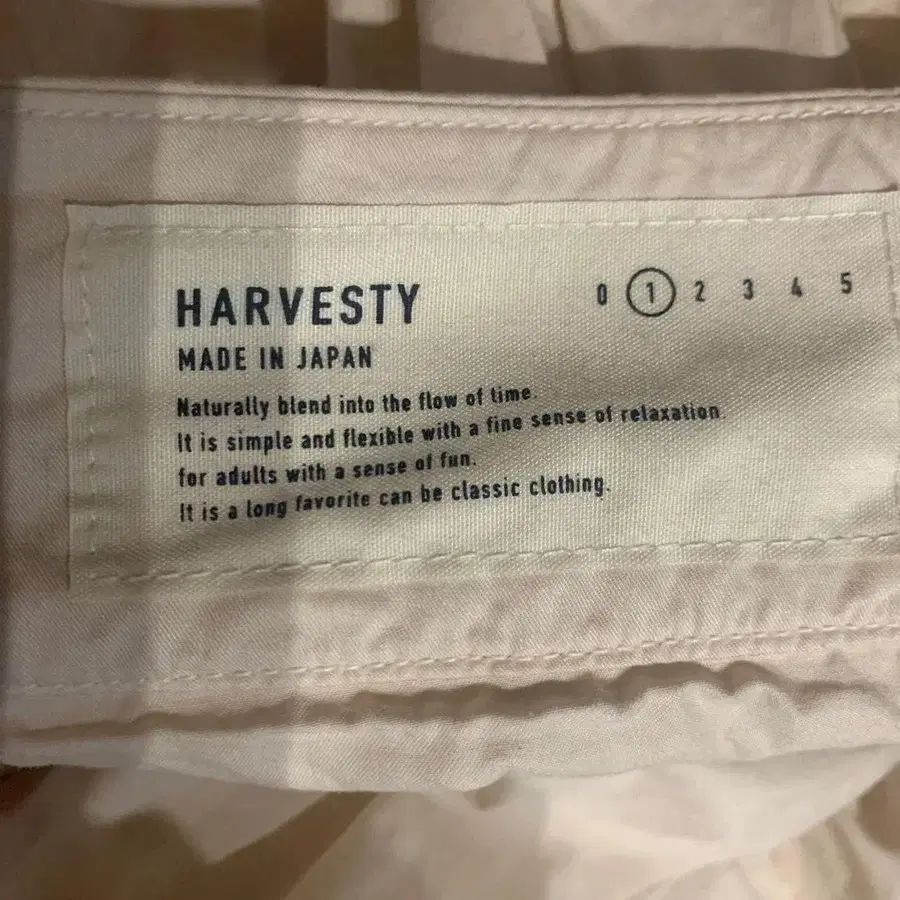 HARVESTY 0 1 2 3 4 5
MADE IN JAPAN
Naturally blend into the flow of time.
It is simple and flexible with a fine sense of relaxation
for adults with a sense of fun.
It is a long favorite can be classic clothing.